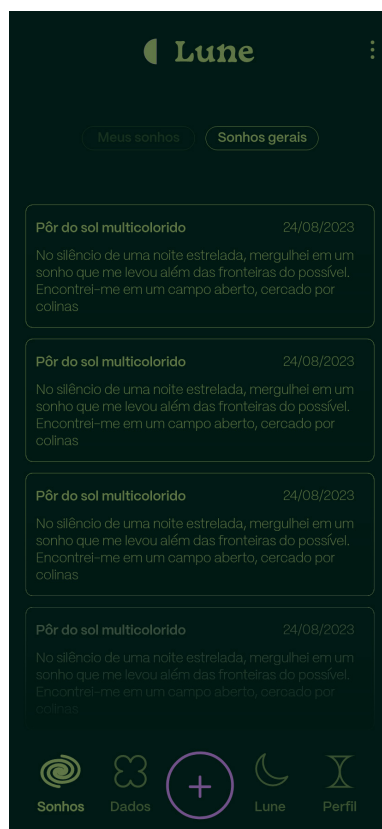 Lune
Meus sonhos
Sonhos gerais
Pôr do sol multicolorido 24/08/2023
No silêncio de uma noite estrelada, mergulhei em um
sonho que me levou além das fronteiras do possível.
Encontrei-me em um campo aberto, cercado por
colinas
Pôr do sol multicolorido 24/08/2023
No silêncio de uma noite estrelada, mergulhei em um
sonho que me levou além das fronteiras do possível.
Encontrei-me em um campo aberto, cercado por
colinas
Pôr do sol multicolorido 24/08/2023
No silêncio de uma noite estrelada, mergulhei em um
sonho que me levou além das fronteiras do possível.
Encontrei-me em um campo aberto, cercado por
colinas
Pôr do sol multicolorido 24/08/2023
No silêncio de uma noite estrelada, mergulhei em um
sonho que me levou além das fronteiras do possível.
Encontrei-me em um campo aberto, cercado por
colinas
Sonhos
Dados
Lune
Perfil